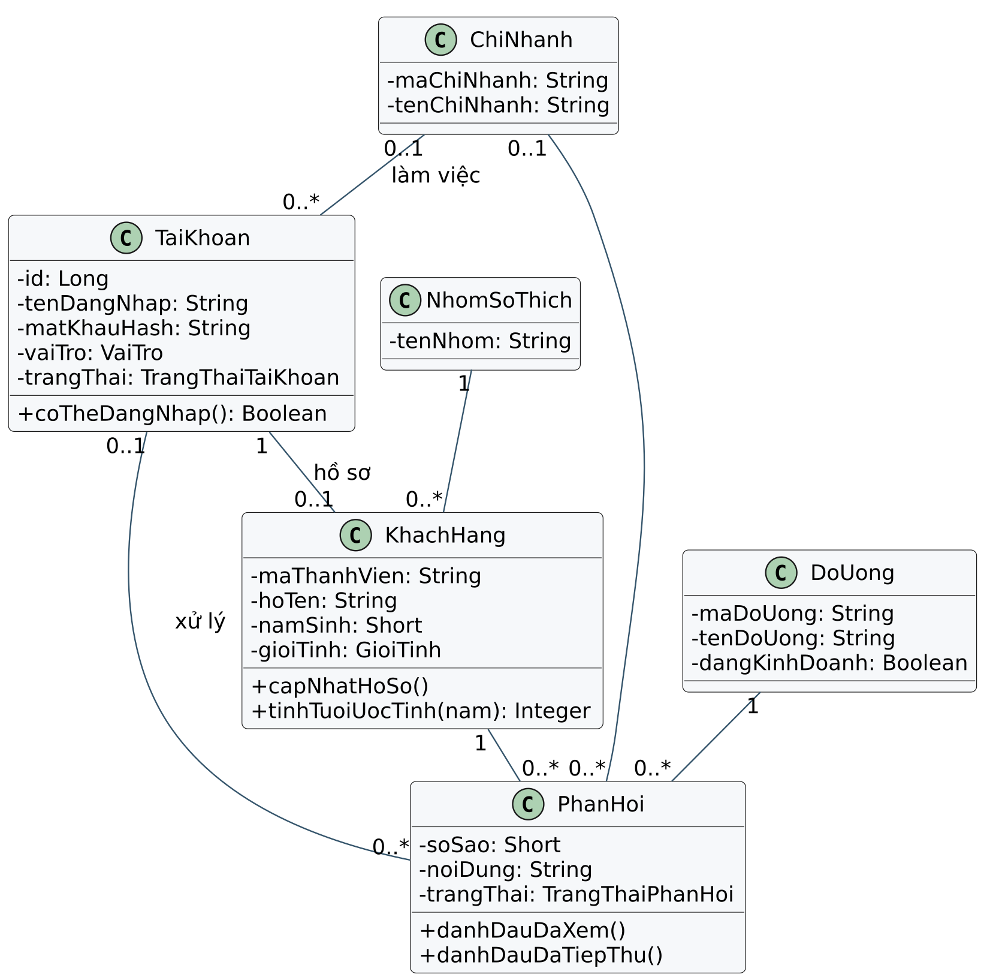 C ChiNhanh
-maChiNhanh: String
-tenChiNhanh: String
0..1
0..1
làm việc
0..*
C TaiKhoan
-id: Long
-tenDangNhap: String
-matKhauHash: String
-vaiTro: VaiTro
-trangThai: TrangThaiTaiKhoan
+coTheDangNhap(): Boolean
C NhomSoThich
-tenNhom: String
1
0..1
1
hồ sơ
0..1
0..*
C KhachHang
-maThanhVien: String
-hoTen: String
-namSinh: Short
-gioiTinh: GioiTinh
+capNhatHoSo()
+tinhTuoiUocTinh(nam): Integer
xử lý
C DoUong
-maDoUong: String
-tenDoUong: String
-dangKinhDoanh: Boolean
1
1
0..*
0..*
0..*
0..*
C PhanHoi
-soSao: Short
-noiDung: String
-trangThai: TrangThaiPhanHoi
+danhDauDaXem()
+danhDauDaTiepThu()